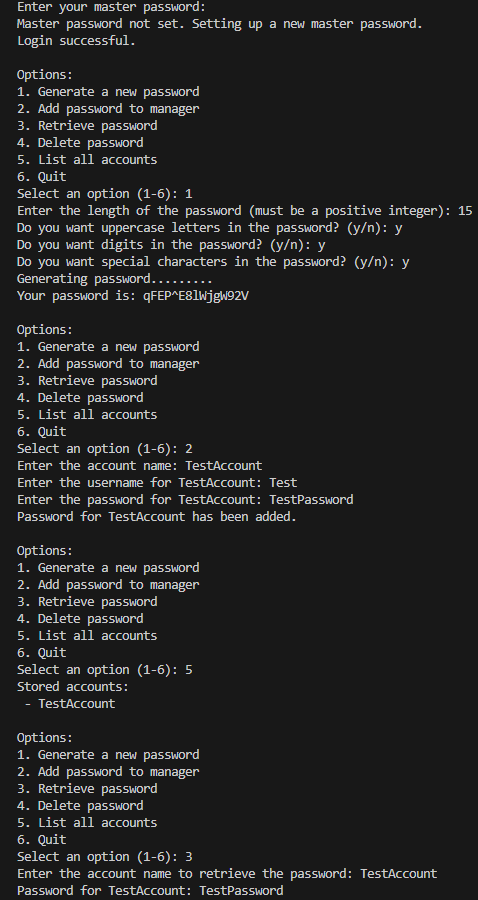 Enter your master password:
Master password not set. Setting up a new master password.
Login successful.
Options:
1. Generate a new password
2. Add password to manager
3. Retrieve password
4. Delete password
5. List all accounts
6. Quit
Select an option (1-6): 1
Enter the length of the password (must be a positive integer): 15
Do you want uppercase letters in the password? (y/n): y
Do you want digits in the password? (y/n): y
Do you want special characters in the password? (y/n): y
Generating password.........
Your password is: qFEP^E8lWjgW92V
Options:
1. Generate a new password
2. Add password to manager
3. Retrieve password
4. Delete password
5. List all accounts
6. Quit
Select an option (1-6): 2
Enter the account name: TestAccount
Enter the username for TestAccount: Test
Enter the password for TestAccount: TestPassword
Password for TestAccount has been added.
Options:
1. Generate a new password
2. Add password to manager
3. Retrieve password
4. Delete password
5. List all accounts
6. Quit
Select an option (1-6): 5
Stored accounts:
- TestAccount
Options:
1. Generate a new password
2. Add password to manager
3. Retrieve password
4. Delete password
5. List all accounts
6. Quit
Select an option (1-6): 3
Enter the account name to retrieve the password: TestAccount
Password for TestAccount: TestPassword